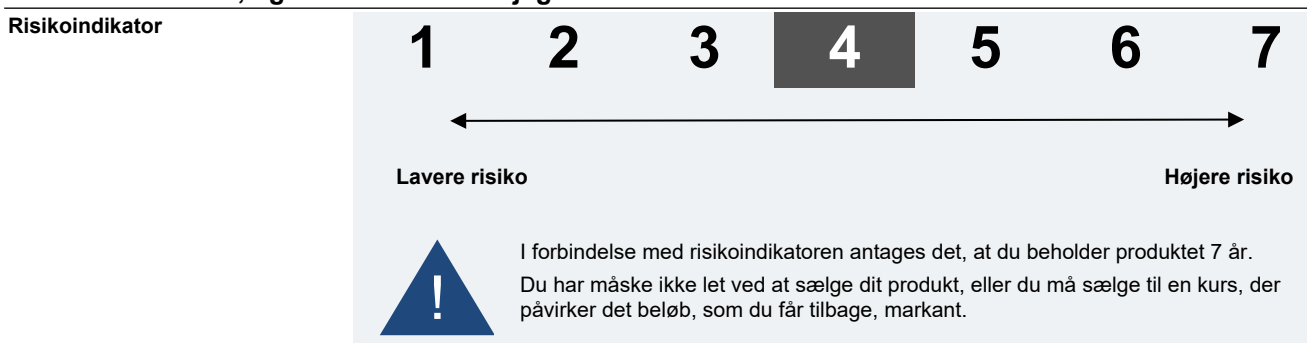 Risikoindikator
1 2 3 4 5 6 7
Lavere risiko Højere risiko
!
I forbindelse med risikoindikatoren antages det, at du beholder produktet 7 år.
Du har måske ikke let ved at sælge dit produkt, eller du må sælge til en kurs, der
påvirker det beløb, som du får tilbage, markant.